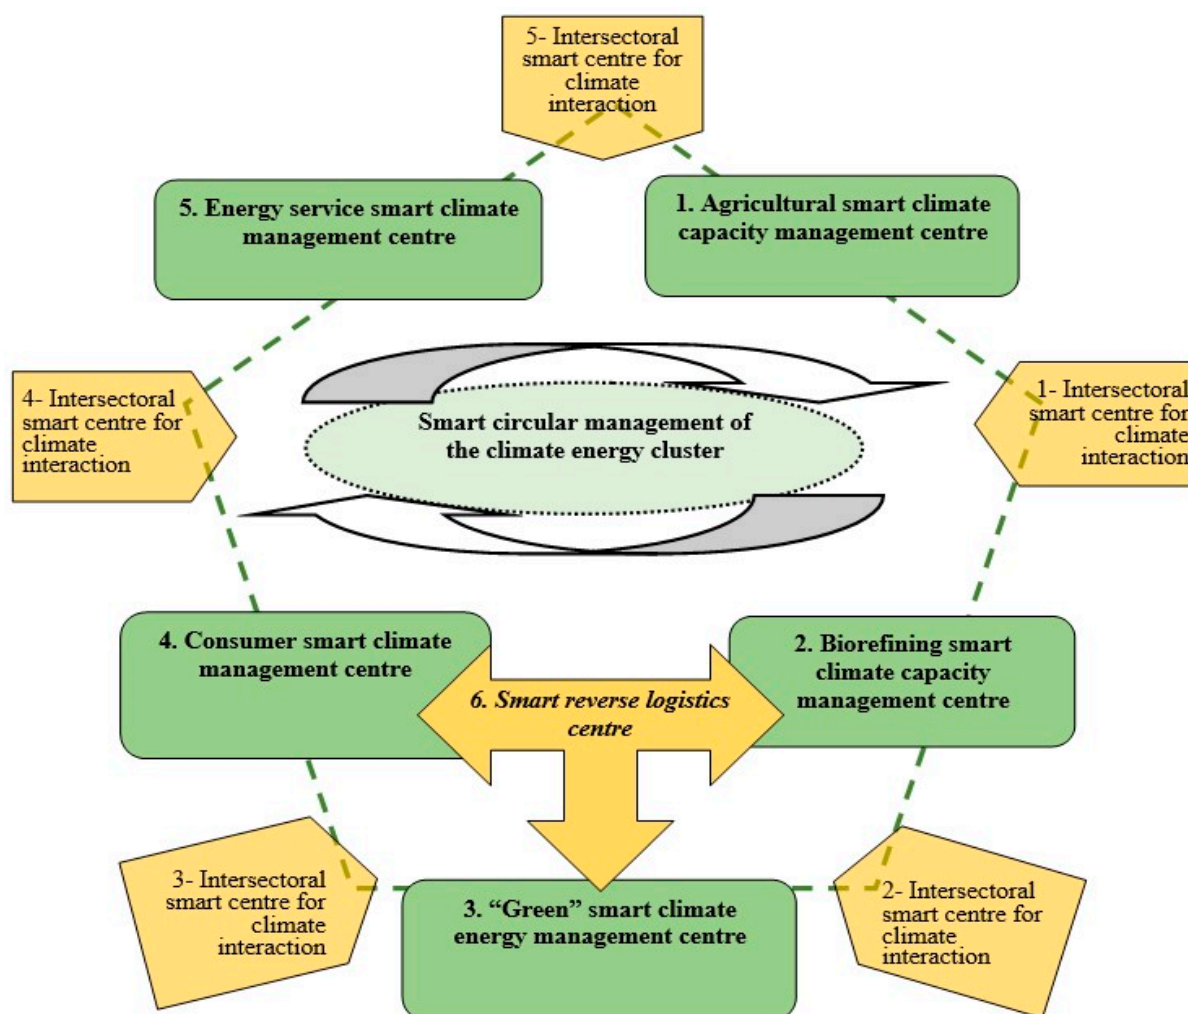 5- Intersectoral
smart centre for
climate
interaction
5. Energy service smart climate
management centre
1. Agricultural smart climate
capacity management centre
4- Intersectoral
smart centre for
climate
interaction
Smart circular management of
the climate energy cluster
1- Intersectoral
smart centre for
climate
interaction
4. Consumer smart climate
management centre
6. Smart reverse logistics
centre
2. Biorefining smart
climate capacity
management centre
3- Intersectoral
smart centre for
climate
interaction
3. “Green” smart climate
energy management centre
2- Intersectoral
smart centre for
climate
interaction